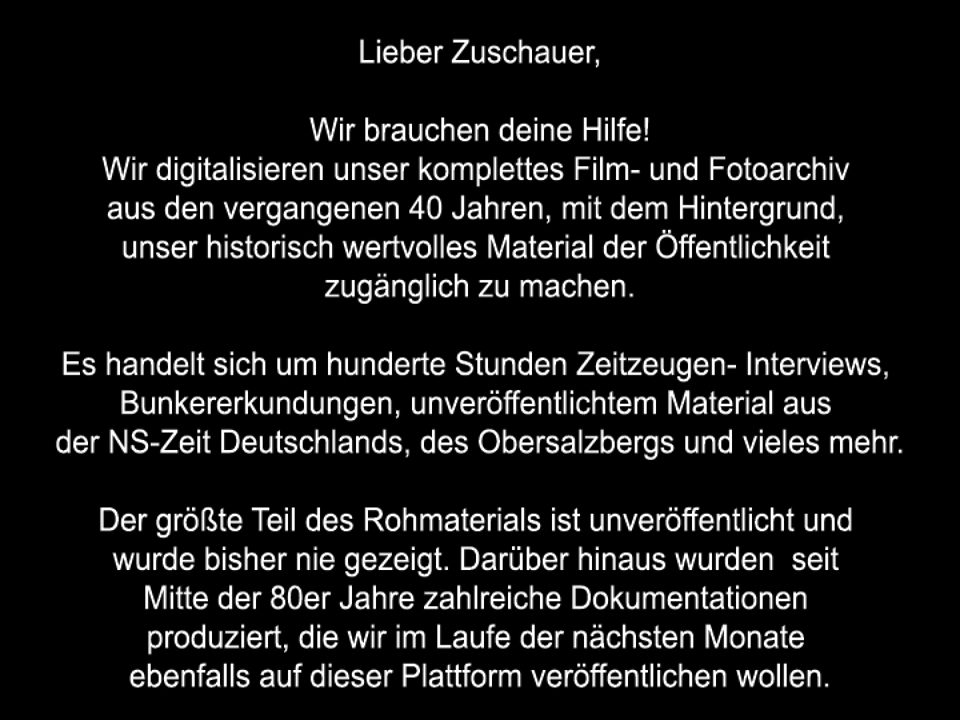 Lieber Zuschauer,
Wir brauchen deine Hilfe!
Wir digitalisieren unser komplettes Film- und Fotoarchiv
aus den vergangenen 40 Jahren, mit dem Hintergrund,
unser historisch wertvolles Material der Öffentlichkeit
zugänglich zu machen.
Es handelt sich um hunderte Stunden Zeitzeugen- Interviews,
Bunkererkundungen, unveröffentlichtem Material aus
der NS-Zeit Deutschlands, des Obersalzbergs und vieles mehr.
Der größte Teil des Rohmaterials ist unveröffentlicht und
wurde bisher nie gezeigt. Darüber hinaus wurden  seit
Mitte der 80er Jahre zahlreiche Dokumentationen
produziert, die wir im Laufe der nächsten Monate
ebenfalls auf dieser Plattform veröffentlichen wollen.